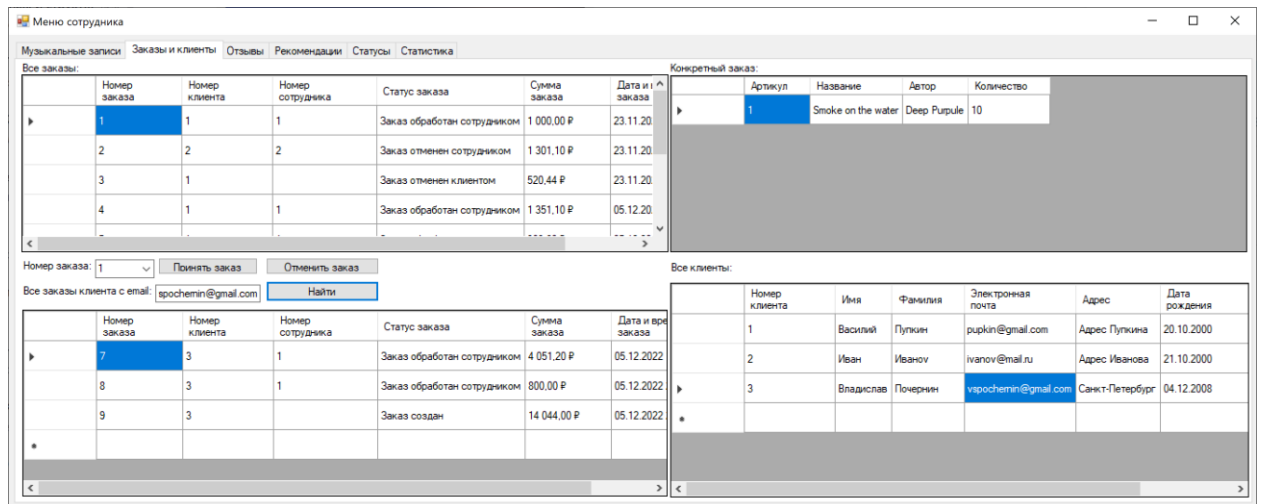 Меню сотрудника
Музыкальные записи Заказы и клиенты Отзывы Рекомендации Статусы Статистика
Все заказы:
Номер заказа Номер клиента Номер сотрудника Статус заказа Сумма заказа Дата и заказа
1 1 1 Заказ обработан сотрудником 1 000,00 ₽ 23.11.20
2 2 2 Заказ отменен сотрудником 1 301,10 ₽ 23.11.20
3 1 Заказ отменен клиентом 520,44 ₽ 23.11.20
4 1 1 Заказ обработан сотрудником 1 351,10 ₽ 05.12.20
Конкретный заказ:
Артикул Название Автор Количество
1 Smoke on the water Deep Purpule 10
Номер заказа: 1 Принять заказ Отменить заказ
Все заказы клиента с email: spochemin@gmail.com Найти
Номер заказа Номер клиента Номер сотрудника Статус заказа Сумма заказа Дата и вре заказа
7 3 1 Заказ обработан сотрудником 4 051,20 ₽ 05.12.2022
8 3 1 Заказ обработан сотрудником 800,00 ₽ 05.12.2022
9 3 Заказ создан 14 044,00 ₽ 05.12.2022
Все клиенты:
Номер клиента Имя Фамилия Электронная почта Адрес Дата рождения
1 Василий Пупкин pupkin@gmail.com Адрес Пупкина 20.10.2000
2 Иван Иванov ivanov@mail.ru Адрес Иванова 21.10.2000
3 Владислав Почернин vspochemin@gmail.com Санкт-Петербург 04.12.2008